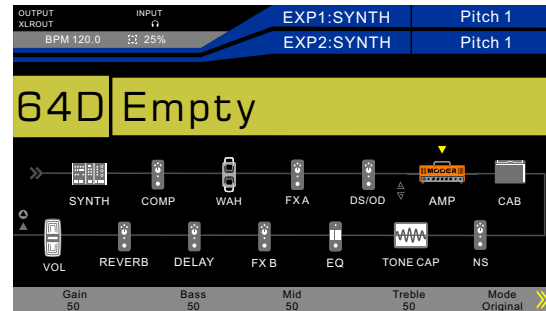 OUTPUT INPUT EXP1:SYNTH Pitch 1
XLROUT
BPM 120.0 25% EXP2:SYNTH Pitch 1
64D Empty
MOOER
SYNTH COMP WAH FX A DS/OD AMP CAB
VOL REVERB DELAY FX B EQ TONE CAP NS
Gain Bass Mid Treble Mode
50 50 50 50 Original